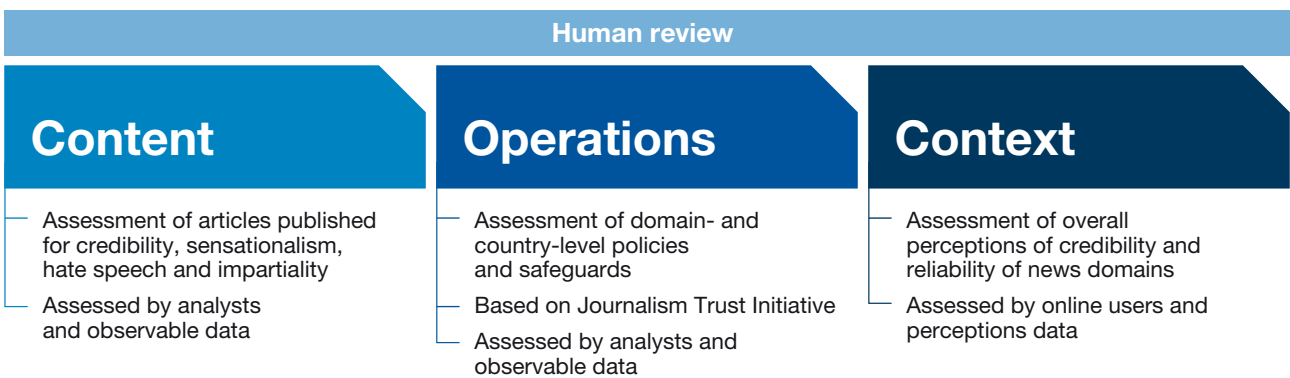 Human review
Content
Assessment of articles published
for credibility, sensationalism,
hate speech and impartiality
Assessed by analysts
and observable data
Operations
Assessment of domain- and
country-level policies
and safeguards
Based on Journalism Trust Initiative
Assessed by analysts and
observable data
Context
Assessment of overall
perceptions of credibility and
reliability of news domains
Assessed by online users and
perceptions data